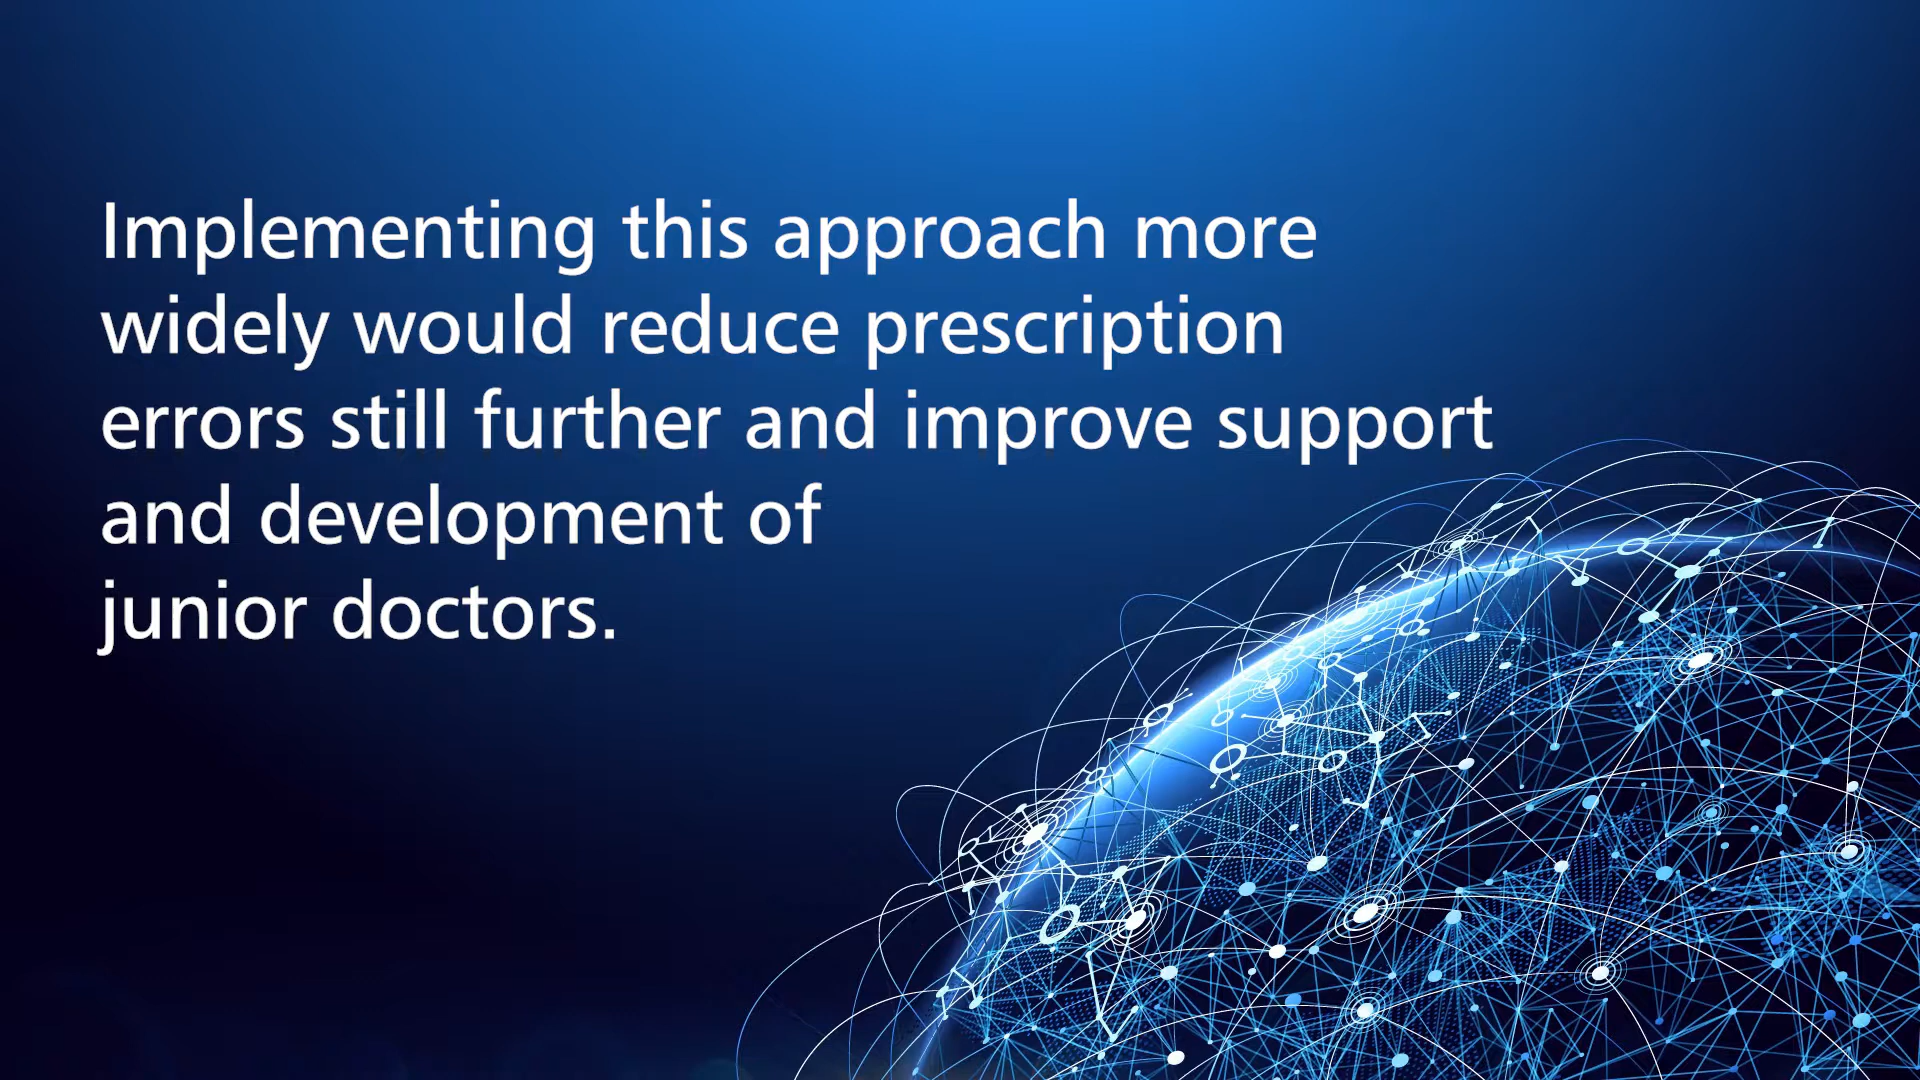 Implementing this approach more
widely would reduce prescription
errors still further and improve support
and development of
junior doctors.